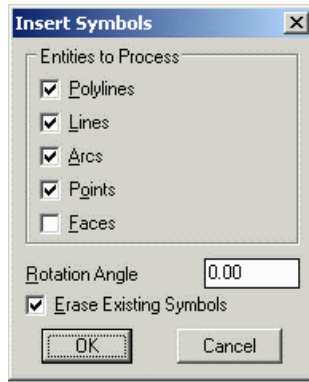 Insert Symbols
Entities to Process
Polylines
Lines
Arcs
Points
Faces
Rotation Angle 0.00
Erase Existing Symbols
OK Cancel